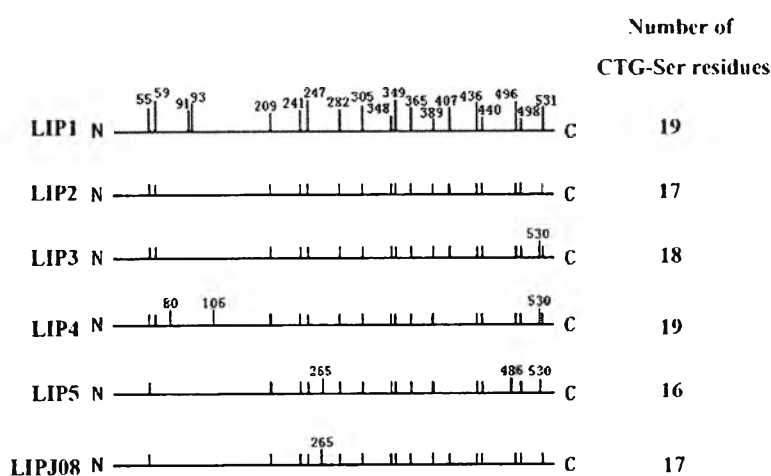 Number of
CTG-Ser residues
LIP1 N 55 59 91 93 209 241 247 282 305 348 349 365 389 407 436 440 496 498 531 C 19
LIP2 N C 17
LIP3 N 530 C 18
LIP4 N 80 106 530 C 19
LIP5 N 265 486 530 C 16
LIPJ08 N 265 C 17